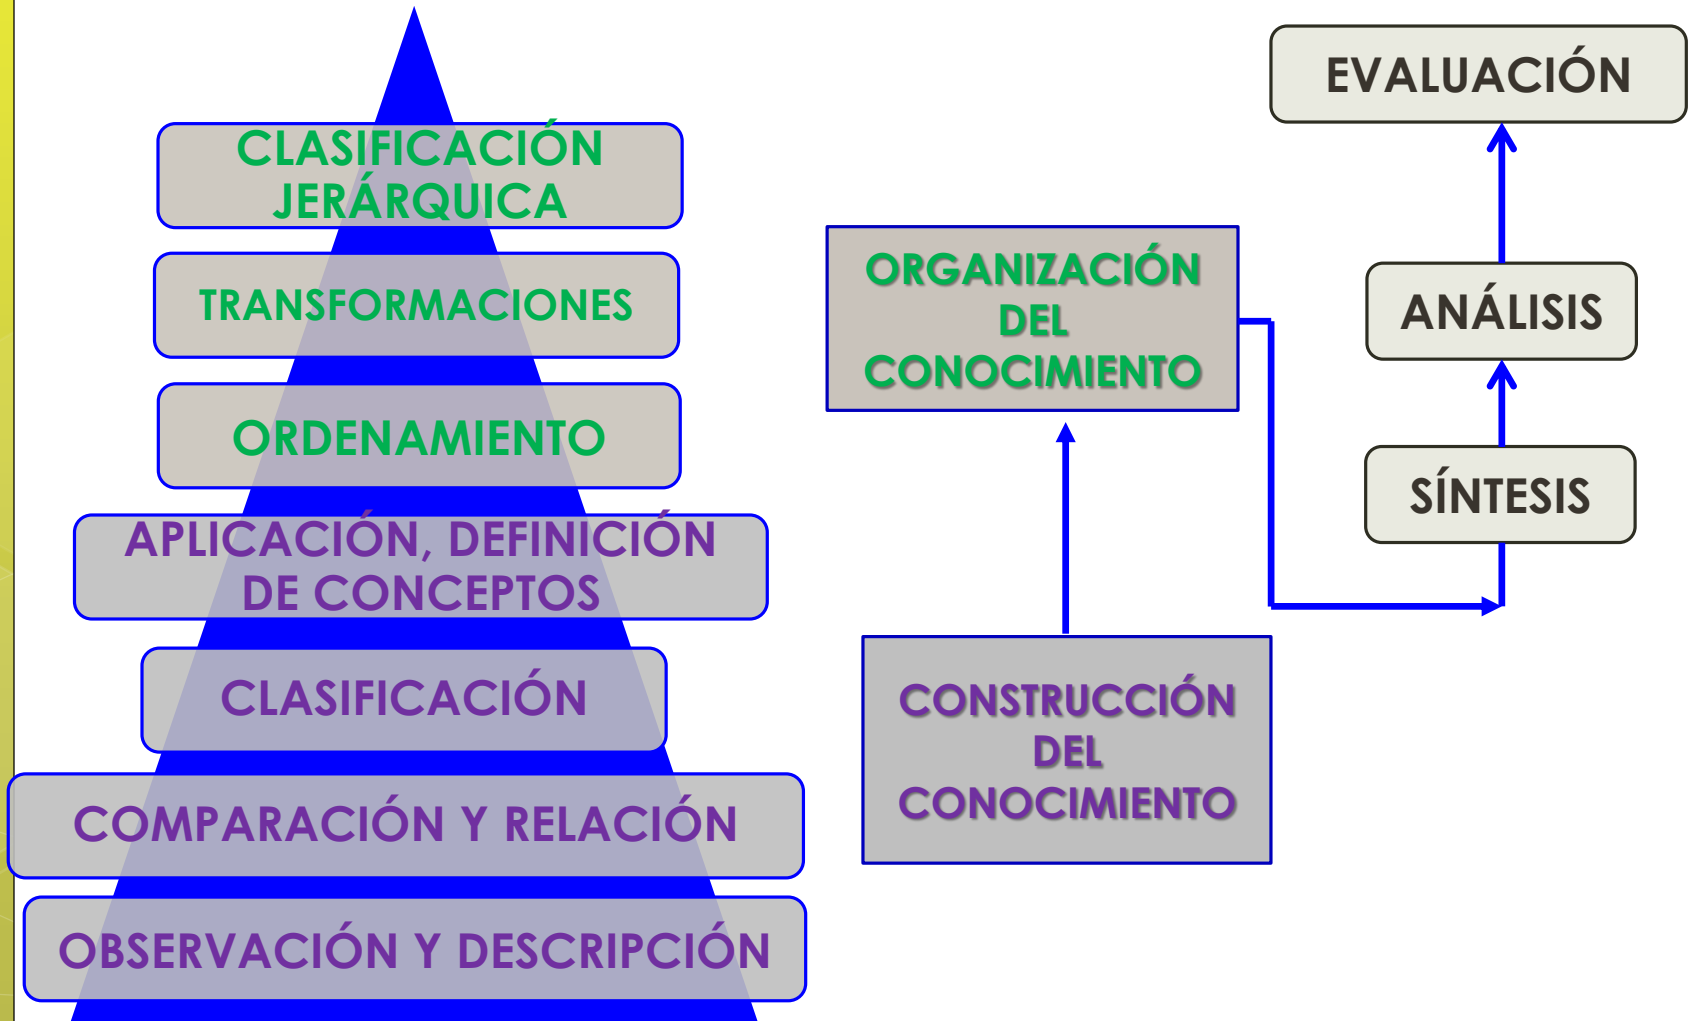 CLASIFICACIÓN
JERÁRQUICA
TRANSFORMACIONES
ORDENAMIENTO
APLICACIÓN, DEFINICIÓN
DE CONCEPTOS
CLASIFICACIÓN
COMPARACIÓN Y RELACIÓN
OBSERVACIÓN Y DESCRIPCIÓN
ORGANIZACIÓN
DEL
CONOCIMIENTO
CONSTRUCCIÓN
DEL
CONOCIMIENTO
EVALUACIÓN
ANÁLISIS
SÍNTESIS